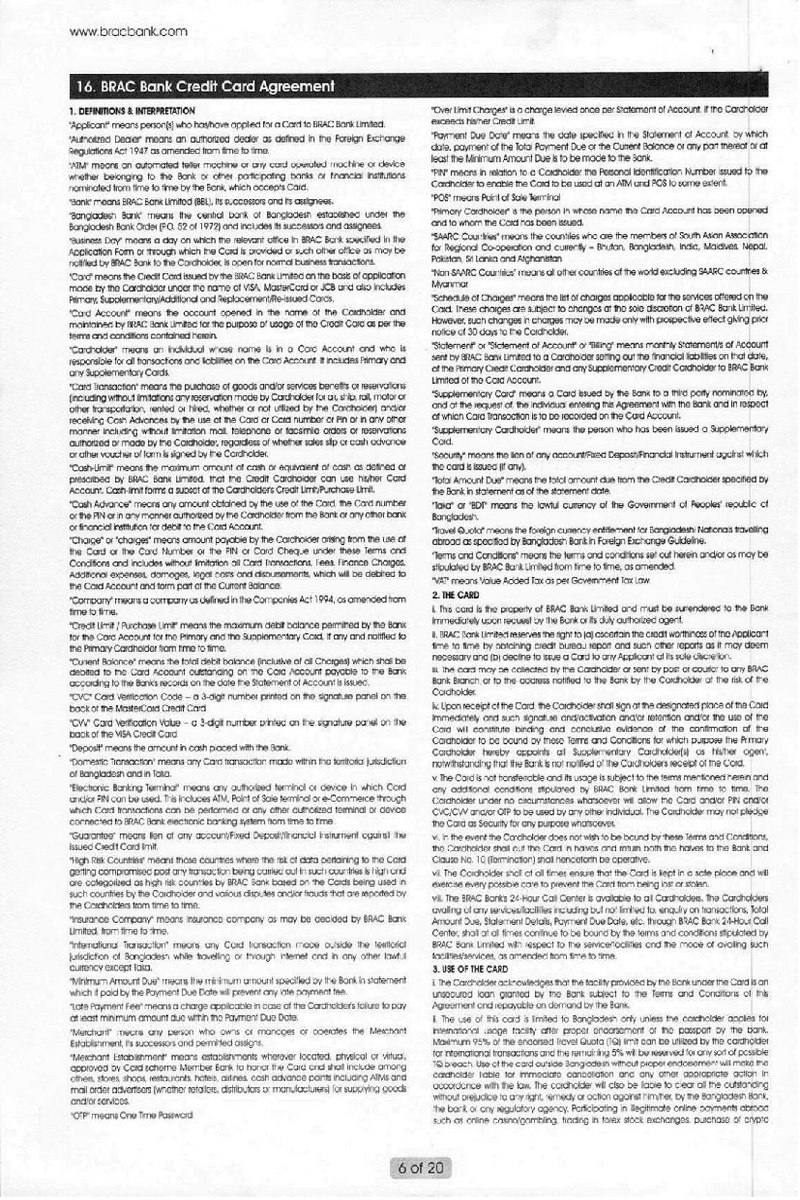 www.bracbank.com
16. BRAC Bank Credit Card Agreement
1. DEFINITIONS & INTERPRETATION
"Applicant" means person(s) who has/have applied for a Card to BRAC Bank Limited.
"Authorized Dealer" means an authorized dealer as defined in the Foreign Exchange
Regulations Act 1947 as amended from time to time.
"ATM" means an automated teller machine or any card operated machine or device
whether belonging to the Bank or other participating banks or financial institutions
nominated from time to time by the Bank, which accepts Card.
"Bank" means BRAC Bank Limited (BBL), its successors and its assignees.
"Bangladesh Bank" means the central bank of Bangladesh established under the
Bangladesh Bank Order (P.O. 52 of 1972) and includes its successors and assignees.
"Business Day" means a day on which the relevant office in BRAC Bank specified in the
Application Form or through which the Card is provided or such other office as may be
notified by BRAC Bank to the Cardholder, is open for normal business transactions.
"Card" means the Credit Card issued by the BRAC Bank Limited on the basis of application
made by the Cardholder under the name of VISA, MasterCard or JCB and also includes
Primary, Supplementary/Additional and Replacement/Re-issued Cards.
"Card Account" means the account opened in the name of the Cardholder and
maintained by BRAC Bank Limited for the purpose of usage of the Credit Card as per the
terms and conditions contained herein.
"Cardholder" means an individual whose name is in a Card Account and who is
responsible for all transactions and liabilities on the Card Account. It includes Primary and
any Supplementary Cards.
"Card Transaction" means the purchase of goods and/or services benefits or reservations
(including without limitations any reservation made by Cardholder for air, ship, rail, motor or
other transportation, rented or hired, whether or not utilized by the Cardholder) and/or
receiving Cash Advances by the use of the Card or Card number or Pin or in any other
manner including without limitation mail, telephone or facsimile orders or reservations
authorized or made by the Cardholder, regardless of whether sales slip or cash advance
or other voucher of form is signed by the Cardholder.
"Cash-Limit" means the maximum amount of cash or equivalent of cash as defined or
prescribed by BRAC Bank Limited, that the Credit Cardholder can use his/her Card
Account. Cash-limit forms a subset of the Cardholder's Credit Limit/Purchase Limit.
"Cash Advance" means any amount obtained by the use of the Card, the Card number
or the PIN or in any manner authorized by the Cardholder from the Bank or any other bank
or financial institution for debit to the Card Account.
"Charge" or "charges" means amount payable by the Cardholder arising from the use of
the Card or the Card Number or the PIN or Card Cheque under these Terms and
Conditions and includes without limitation all Card Transactions, Fees, Finance Charges,
Additional expenses, damages, legal costs and disbursements, which will be debited to
the Card Account and form part of the Current Balance.
"Company" means a company as defined in the Companies Act 1994, as amended from
time to time.
"Credit Limit / Purchase Limit" means the maximum debit balance permitted by the Bank
for the Card Account for the Primary and the Supplementary Card, if any and notified to
the Primary Cardholder from time to time.
"Current Balance" means the total debit balance (inclusive of all Charges) which shall be
debited to the Card Account outstanding on the Card Account payable to the Bank
according to the Bank's records on the date the Statement of Account is issued.
"CVC" Card Verification Code – a 3-digit number printed on the signature panel on the
back of the MasterCard Credit Card
"CVV" Card Verification Value – a 3-digit number printed on the signature panel on the
back of the VISA Credit Card
"Deposit" means the amount in cash placed with the Bank.
"Domestic Transaction" means any Card transaction made within the territorial jurisdiction
of Bangladesh and in Taka.
"Electronic Banking Terminal" means any authorized terminal or device in which Card
and/or PIN can be used. This includes ATM, Point of Sale terminal or e-Commerce through
which Card transactions can be performed or any other authorized terminal or device
connected to BRAC Bank electronic banking system from time to time.
"Guarantee" means lien of any account/Fixed Deposit/financial instrument against the
issued Credit Card limit.
"High Risk Countries" means those countries where the risk of data pertaining to the Card
getting compromised post any transaction being carried out in such countries is high and
are categorized as high risk countries by BRAC Bank based on the Cards being used in
such countries by the Cardholder and various disputes and/or frauds that are reported by
the Cardholders from time to time.
"Insurance Company" means insurance company as may be decided by BRAC Bank
Limited, from time to time.
"International Transaction" means any Card transaction made outside the territorial
jurisdiction of Bangladesh while travelling or through internet and in any other lawful
currency except Taka.
"Minimum Amount Due" means the minimum amount specified by the Bank in statement
which if paid by the Payment Due Date will prevent any late payment fee.
"Late Payment Fee" means a charge applicable in case of the Cardholder's failure to pay
at least minimum amount due within the Payment Due Date.
"Merchant" means any person who owns or manages or operates the Merchant
Establishment, its successors and permitted assigns.
"Merchant Establishment" means establishments wherever located, physical or virtual,
approved by Card scheme Member Bank to honor the Card and shall include among
others, stores, shops, restaurants, hotels, airlines, cash advance points including ATMs and
mail order advertisers (whether retailers, distributors or manufacturers) for supplying goods
and/or services.
"OTP" means One Time Password
"Over Limit Charges" is a charge levied once per Statement of Account, if the Cardholder
exceeds his/her Credit Limit.
"Payment Due Date" means the date specified in the Statement of Account, by which
date, payment of the Total Payment Due or the Current Balance or any part thereof or at
least the Minimum Amount Due is to be made to the Bank.
"PIN" means in relation to a Cardholder the Personal Identification Number issued to the
Cardholder to enable the Card to be used at an ATM and POS to some extent.
"POS" means Point of Sale Terminal
"Primary Cardholder" is the person in whose name the Card Account has been opened
and to whom the Card has been issued.
"SAARC Countries" means the countries who are the members of South Asian Association
for Regional Co-operation and currently – Bhutan, Bangladesh, India, Maldives, Nepal,
Pakistan, Sri Lanka and Afghanistan
"Non-SAARC Countries" means all other countries of the world excluding SAARC countries &
Myanmar
"Schedule of Charges" means the list of charges applicable for the services offered on the
Card. These charges are subject to changes at the sole discretion of BRAC Bank Limited.
However, such changes in charges may be made only with prospective effect giving prior
notice of 30 days to the Cardholder.
"Statement" or "Statement of Account" or "Billing" means monthly Statement/s of Account
sent by BRAC Bank Limited to a Cardholder setting out the financial liabilities on that date,
of the Primary Credit Cardholder and any Supplementary Credit Cardholder to BRAC Bank
Limited of the Card Account.
"Supplementary Card" means a Card issued by the Bank to a third party nominated by,
and at the request of, the individual entering this Agreement with the Bank and in respect
of which Card Transaction is to be recorded on the Card Account.
"Supplementary Cardholder" means the person who has been issued a Supplementary
Card.
"Security" means the lien of any account/Fixed Deposit/Financial Instrument against which
the card is issued (if any).
"Total Amount Due" means the total amount due from the Credit Cardholder specified by
the Bank in statement as of the statement date.
"Taka" or "BDT" means the lawful currency of the Government of Peoples' republic of
Bangladesh.
"Travel Quota" means the foreign currency entitlement for Bangladeshi Nationals travelling
abroad as specified by Bangladesh Bank in Foreign Exchange Guideline.
"Terms and Conditions" means the terms and conditions set out herein and/or as may be
stipulated by BRAC Bank Limited from time to time, as amended.
"VAT" means Value Added Tax as per Government Tax Law.
2. THE CARD
i. This card is the property of BRAC Bank Limited and must be surendered to the Bank
immediately upon request by the Bank or its duly authorized agent.
ii. BRAC Bank Limited reserves the right to (a) ascertain the credit worthiness of the Applicant
time to time by obtaining credit bureau report and such other reports as it may deem
necessary and (b) decline to issue a Card to any Applicant at its sole discretion.
iii. The card may be collected by the Cardholder or sent by post or courier to any BRAC
Bank Branch or to the address notified to the Bank by the Cardholder at the risk of the
Cardholder.
iv. Upon receipt of the Card, the Cardholder shall sign at the designated place of the Card
immediately and such signature and/activation and/or retention and/or the use of the
Card will constitute binding and conclusive evidence of the confirmation of the
Cardholder to be bound by these Terms and Conditions for which purpose the Primary
Cardholder hereby appoints all Supplementary Cardholder(s) as his/her agent,
notwithstanding that the Bank is not notified of the Cardholders receipt of the Card.
v. The Card is not transferrable and its usage is subject to the terms mentioned herein and
any additional conditions stipulated by BRAC Bank Limited from time to time. The
Cardholder under no circumstances whatsoever will allow the Card and/or PIN and/or
CVC/CVV and/or OTP to be used by any other individual. The Cardholder may not pledge
the Card as Security for any purpose whatsoever.
vi. In the event the Cardholder does not wish to be bound by these Terms and Conditions,
the Cardholder shall cut the Card in halves and return both the halves to the Bank and
Clause No. 10 (Termination) shall henceforth be operative.
vii. The Cardholder shall at all times ensure that the Card is kept in a safe place and will
exercise every possible care to prevent the Card from being lost or stolen.
viii. The BRAC Bank's 24-Hour Call Center is available to all Cardholders. The Cardholders
availing of any services/facilities including but not limited to, enquiry on transactions, Total
Amount Due, Statement Details, Payment Due Date, etc. through BRAC Bank 24-Hour Call
Center, shall at all times continue to be bound by the terms and conditions stipulated by
BRAC Bank Limited with respect to the service/facilities and the mode of availing such
facilities/services, as amended from time to time.
3. USE OF THE CARD
i. The Cardholder acknowledges that the facility provided by the Bank under the Card is an
unsecured loan granted by the Bank subject to the Terms and Conditions of this
Agreement and repayable on demand by the Bank.
ii. The use of this card is limited to Bangladesh only unless the cardholder applies for
international usage facility after proper endorsement of the passport by the bank.
Maximum 95% of the endorsed Travel Quota (TQ) limit can be utilized by the cardholder
for international transactions and the remaining 5% will be reserved for any sort of possible
TQ breach. Use of the card outside Bangladesh without proper endorsement will make the
cardholder liable for immediate cancellation and any other appropriate action in
accordance with the law. The cardholder will also be liable to clear all the outstanding
without prejudice to any right, remedy or action against him/her, by the Bangladesh Bank,
the bank or any regulatory agency. Participating in illegitimate online payments abroad
such as online casino/gambling, trading in forex stock exchanges, purchase of crypto
6 of 20